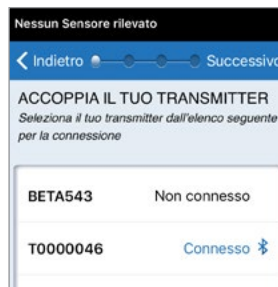 Nessun Sensore rilevato
Indietro Successivo
ACCOPPIA IL TUO TRANSMITTER
Seleziona il tuo transmitter dall'elenco seguente
per la connessione
BETA543 Non connesso
T0000046 Connesso